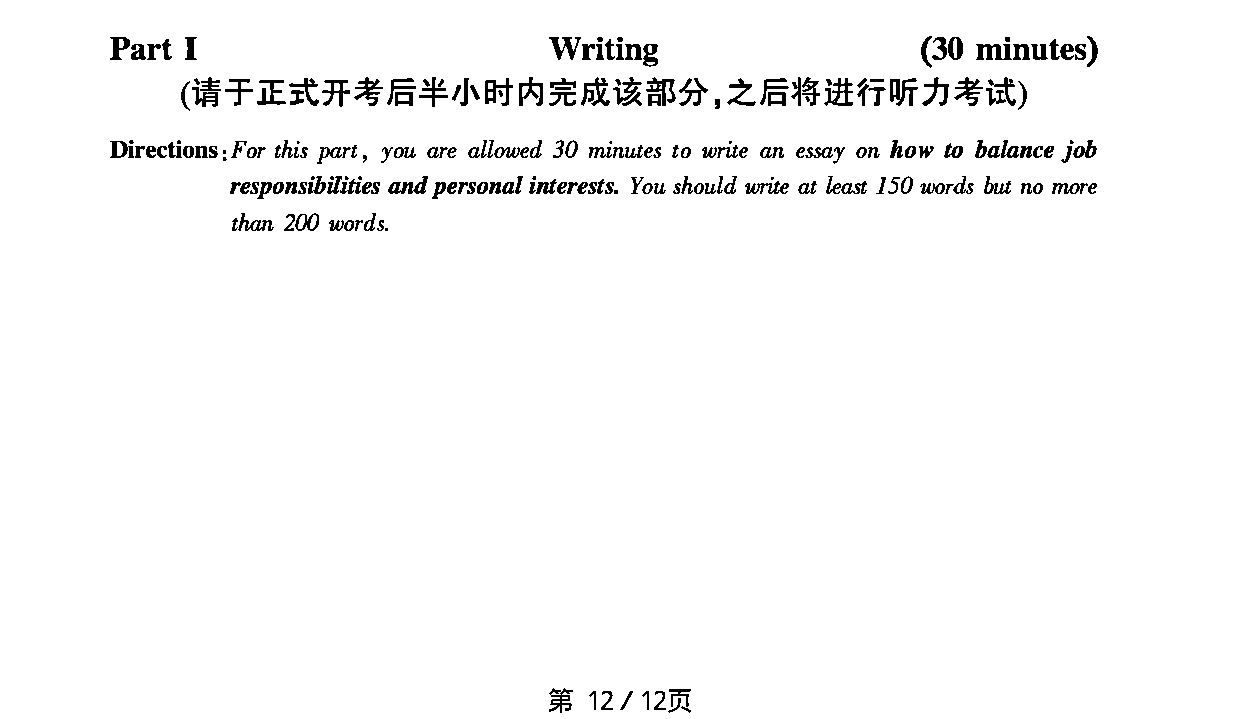 Part I Writing (30 minutes)
(请于正式开考后半小时内完成该部分,之后将进行听力考试)
Directions: For this part, you are allowed 30 minutes to write an essay on how to balance job
responsibilities and personal interests. You should write at least 150 words but no more
than 200 words.
第 12 / 12页